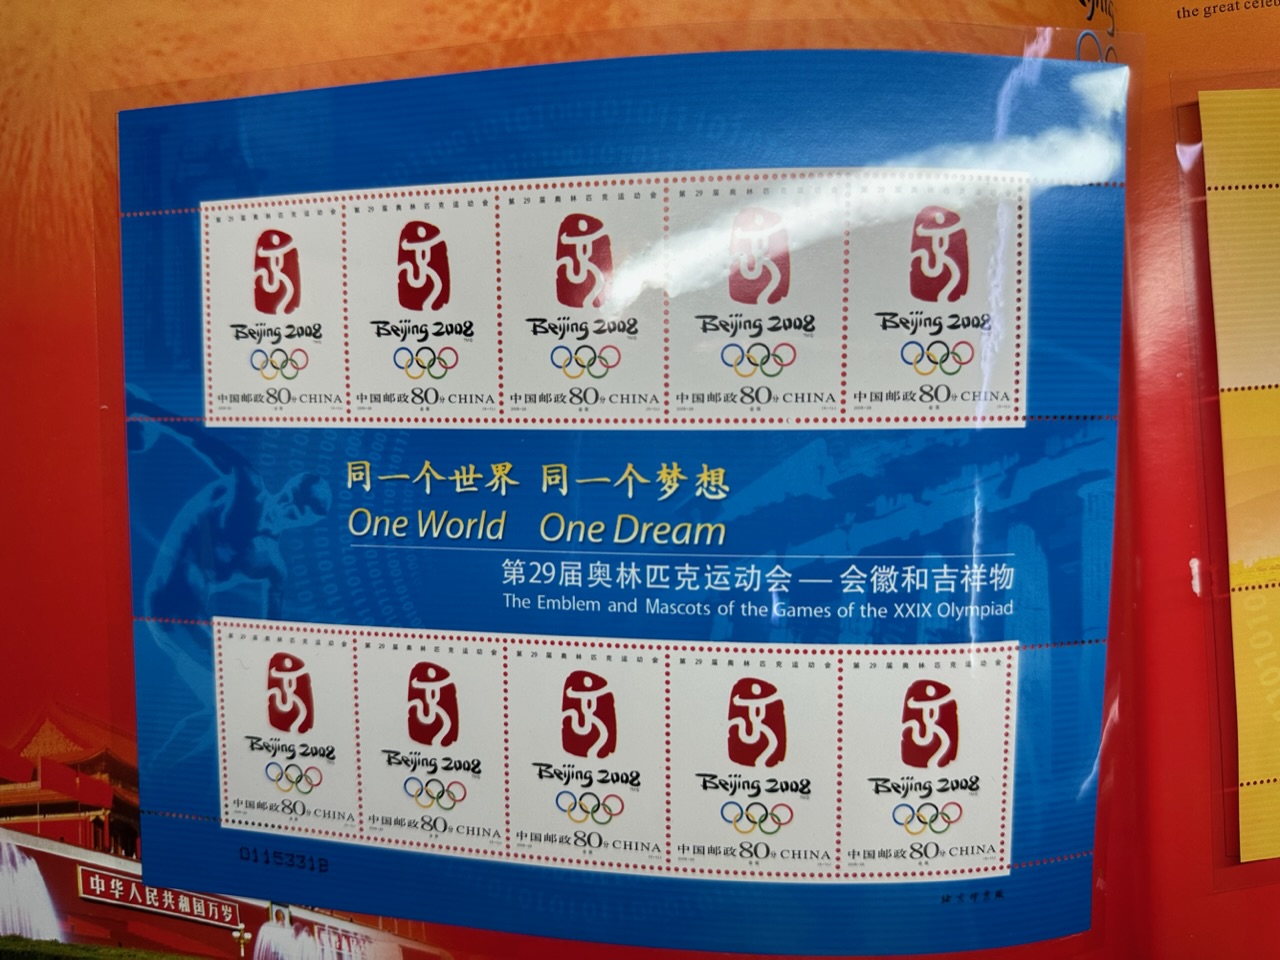 the great celeb
第29届奥林匹克运动会 第29届奥林匹克运动会 第29届奥林匹克运动会 第29届奥林匹克运动会
Beijing 2008 Beijing 2008 Beijing 2008 Beijing 2008 Beijing 2008
中国邮政 80分 CHINA 中国邮政 80分 CHINA 中国邮政 80分 CHINA 中国邮政 80分 CHINA 中国邮政 80分 CHINA
同一个世界 同一个梦想
One World One Dream
第29届奥林匹克运动会 — 会徽和吉祥物
The Emblem and Mascots of the Games of the XXIX Olympiad
第29届奥林匹克运动会 第29届奥林匹克运动会 第29届奥林匹克运动会 第29届奥林匹克运动会 第29届奥林匹克运动会
Beijing 2008 Beijing 2008 Beijing 2008 Beijing 2008 Beijing 2008
中国邮政 80分 CHINA 中国邮政 80分 CHINA 中国邮政 80分 CHINA 中国邮政 80分 CHINA 中国邮政 80分 CHINA
01153318
北京邮票厂
中华人民共和国万岁